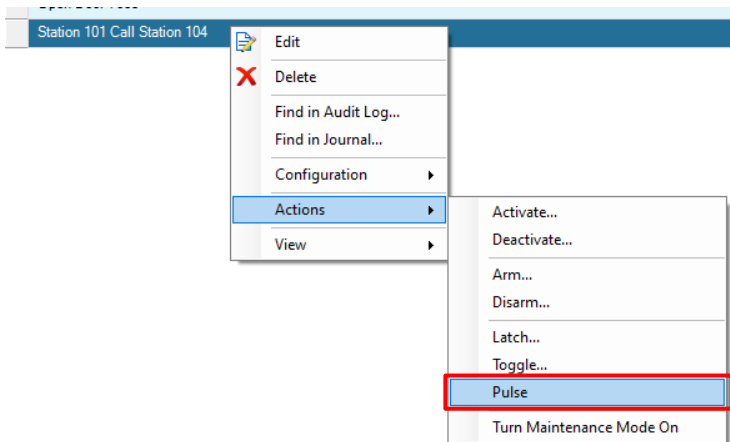 Station 101 Call Station 104
Edit
Delete
Find in Audit Log...
Find in Journal...
Configuration
Actions
View
Activate...
Deactivate...
Arm...
Disarm...
Latch...
Toggle...
Pulse
Turn Maintenance Mode On